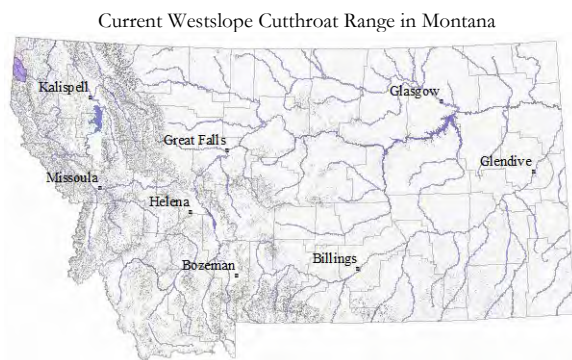 Current Westslope Cutthroat Range in Montana
Kalispell
Glasgow
Great Falls
Glendive
Missoula
Helena
Bozeman
Billings